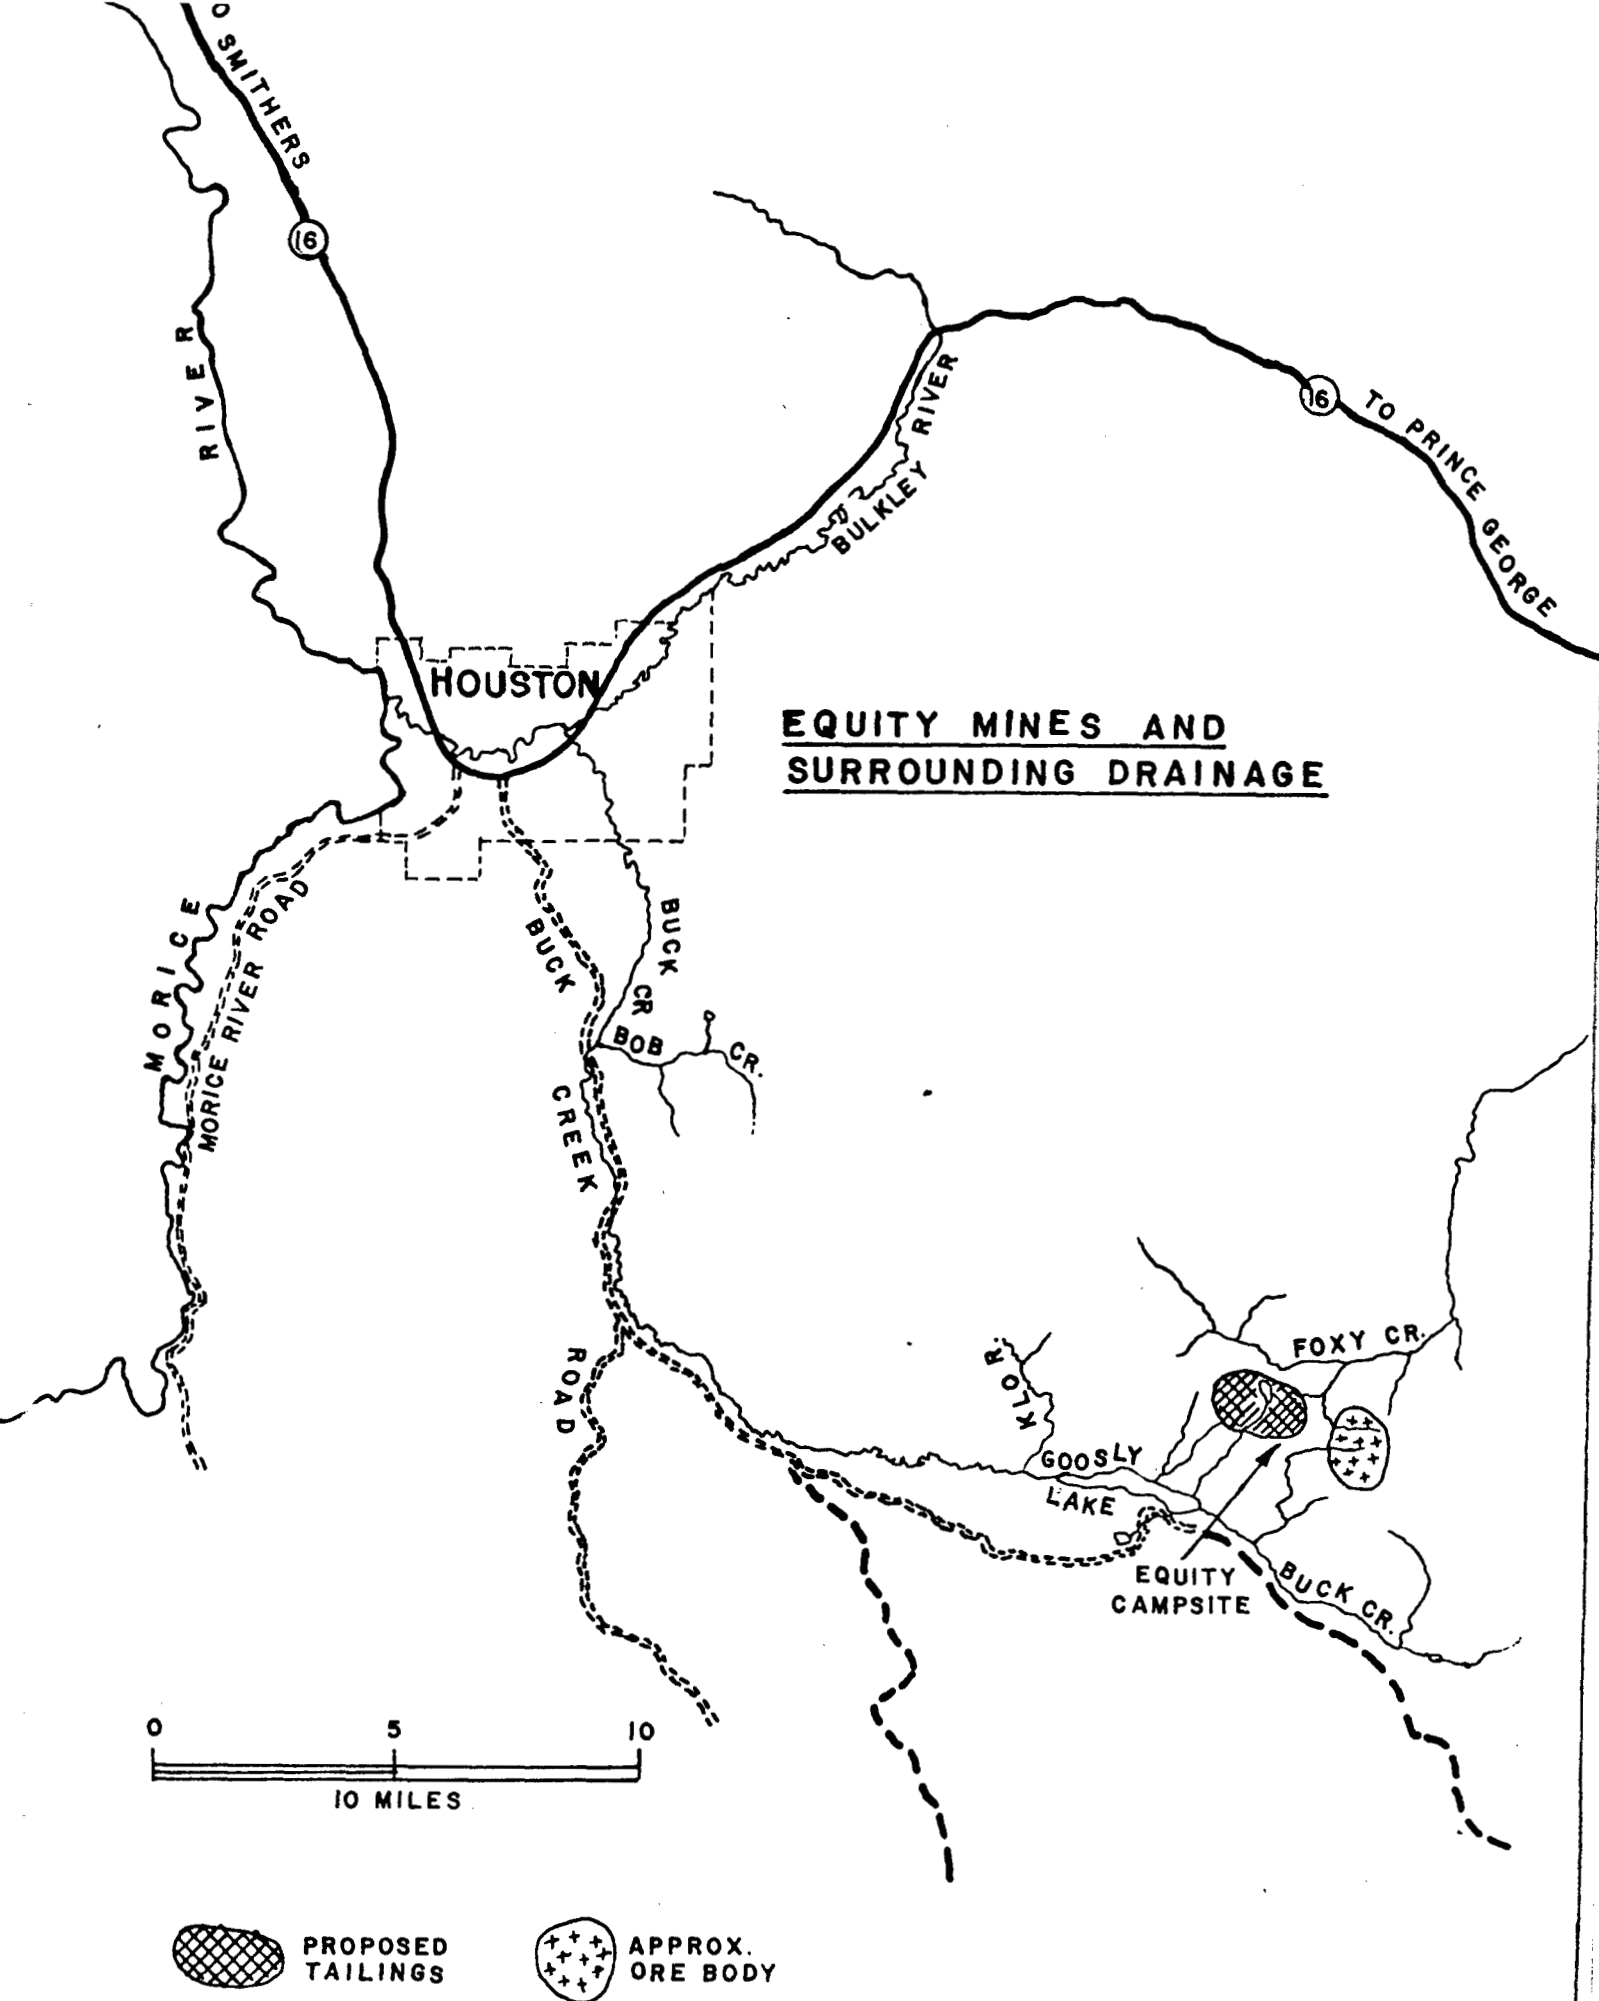 O SMITHERS
16
RIVER
BULKLEY RIVER
16
TO PRINCE GEORGE
HOUSTON
EQUITY MINES AND
SURROUNDING DRAINAGE
MORICE
MORICE RIVER ROAD
BUCK
CREEK
ROAD
BUCK CR
BOB CR.
KLO R.
FOXY CR.
GOOSLY
LAKE
EQUITY
CAMPSITE
BUCK CR.
0 5 10
10 MILES
PROPOSED
TAILINGS
APPROX.
ORE BODY